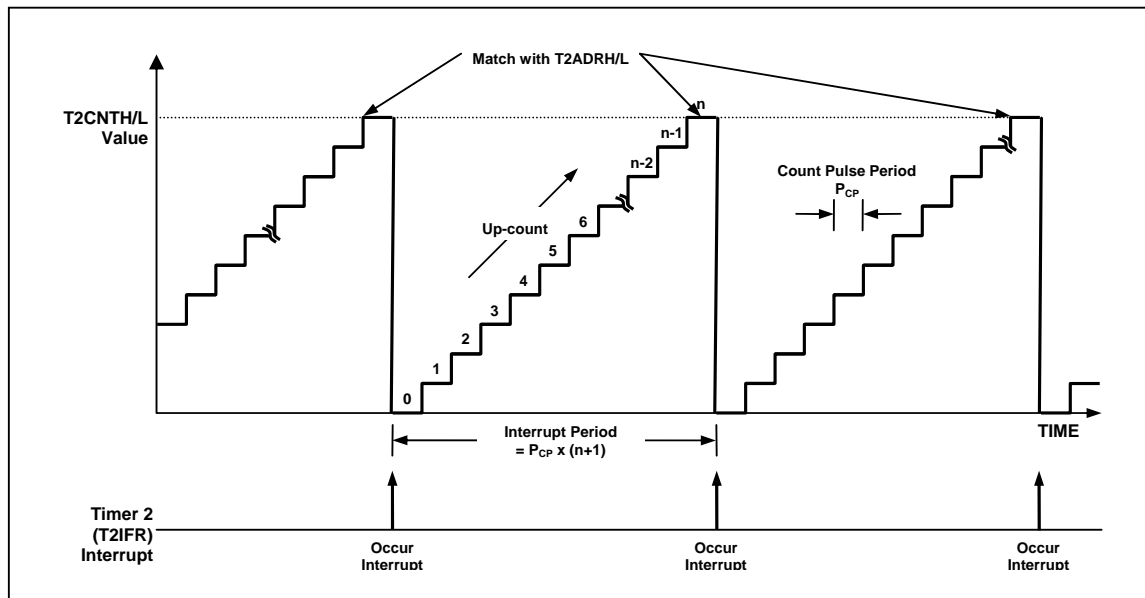 Match with T2ADRH/L
T2CNTH/L
Value
n
n-1
n-2
Count Pulse Period
PCP
Up-count
6
5
4
3
2
1
0
TIME
Interrupt Period
= PCP x (n+1)
Timer 2
(T2IFR)
Interrupt
Occur
Interrupt
Occur
Interrupt
Occur
Interrupt